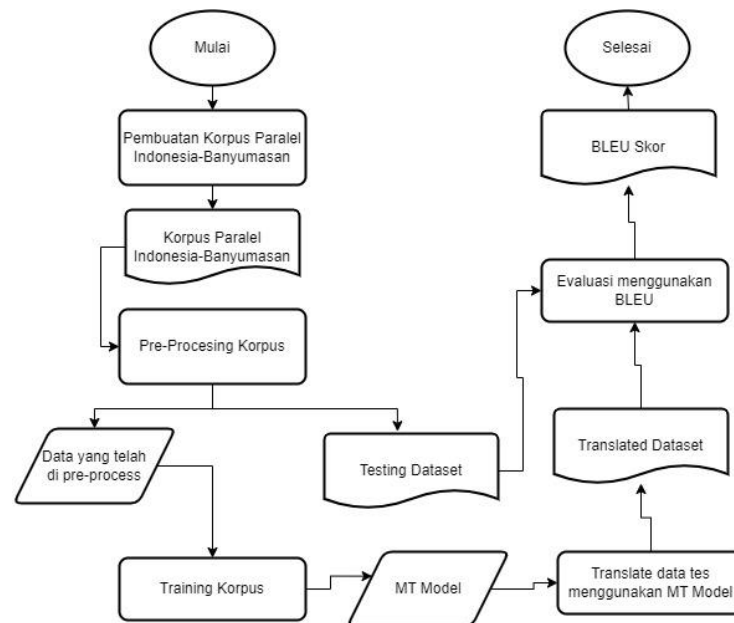 Mulai
Pembuatan Korpus Paralel
Indonesia-Banyumasan
Korpus Paralel
Indonesia-Banyumasan
Pre-Procesing Korpus
Data yang telah
di pre-process
Testing Dataset
Training Korpus
MT Model
Translate data tes
menggunakan MT Model
Translated Dataset
Evaluasi menggunakan
BLEU
BLEU Skor
Selesai